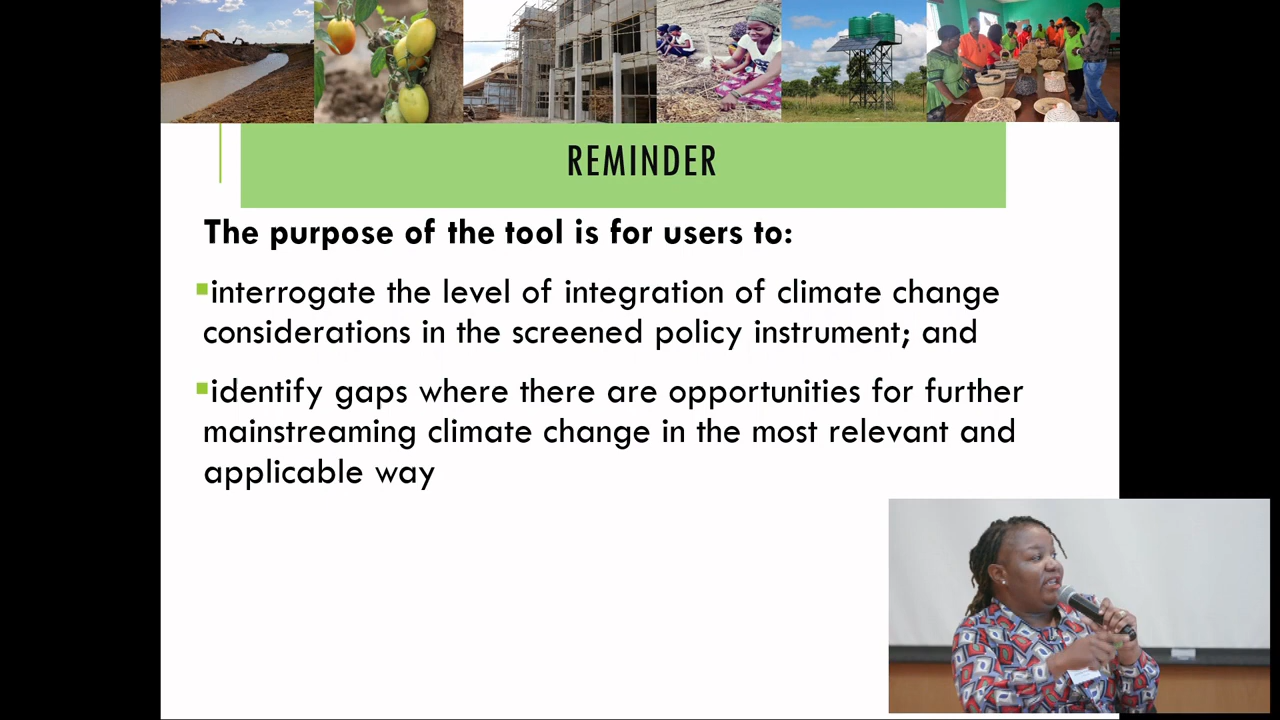 REMINDER
The purpose of the tool is for users to:
interrogate the level of integration of climate change
considerations in the screened policy instrument; and
identify gaps where there are opportunities for further
mainstreaming climate change in the most relevant and
applicable way